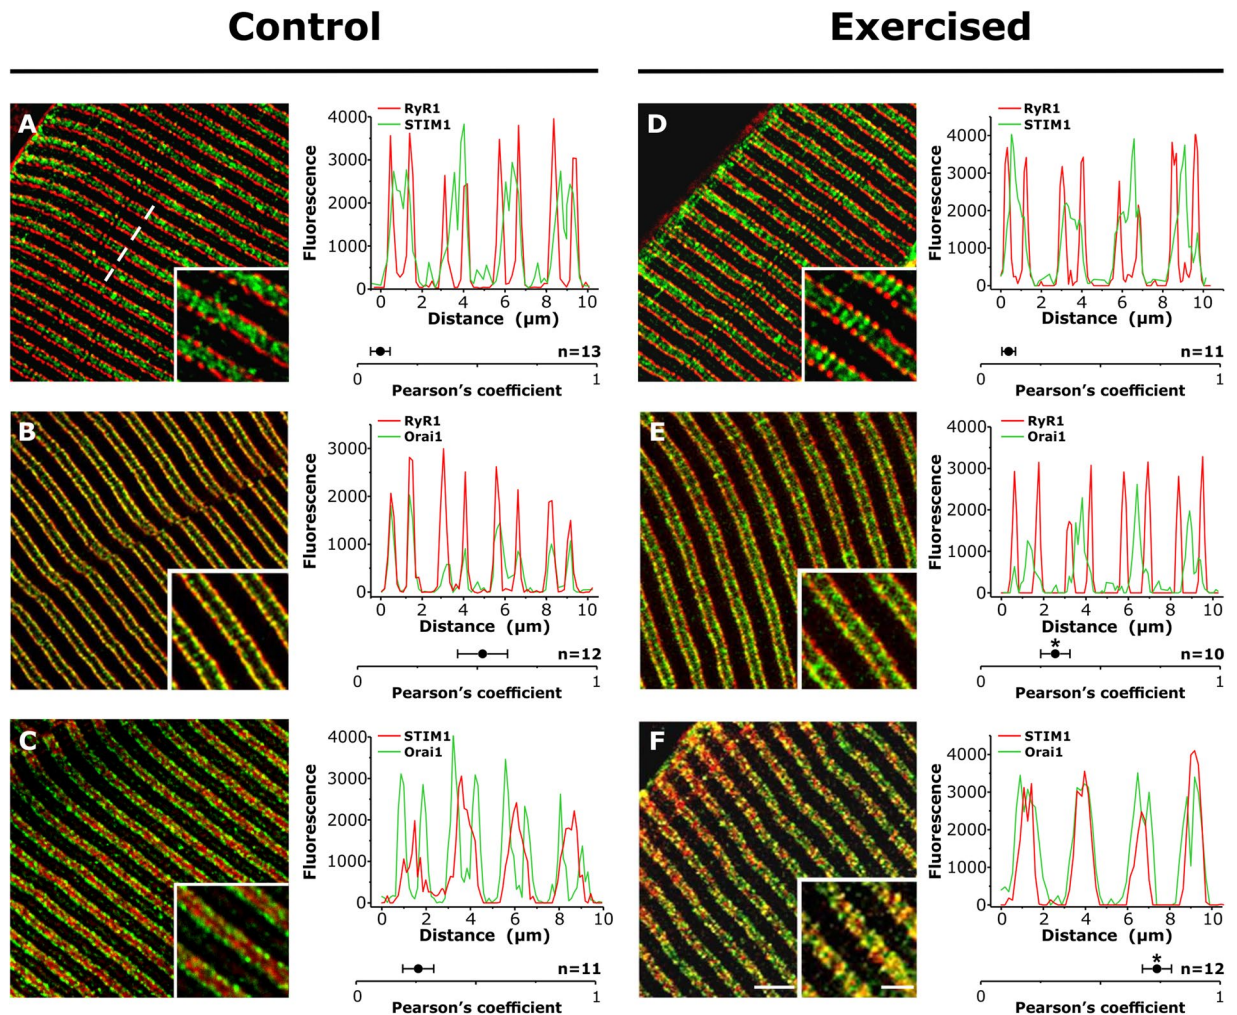 Control
Exercised
A
RyR1
STIM1
4000
3000
2000
1000
0
Fluorescence
0 2 4 6 8 10
Distance (µm)
n=13
0 1
Pearson's coefficient
D
RyR1
STIM1
4000
3000
2000
1000
0
Fluorescence
0 2 4 6 8 10
Distance (µm)
n=11
0 1
Pearson's coefficient
B
RyR1
Orai1
3000
2000
1000
0
Fluorescence
0 2 4 6 8 10
Distance (µm)
n=12
0 1
Pearson's coefficient
E
RyR1
Orai1
4000
3000
2000
1000
0
Fluorescence
0 2 4 6 8 10
Distance (µm)
*
n=10
0 1
Pearson's coefficient
C
STIM1
Orai1
4000
3000
2000
1000
0
Fluorescence
0 2 4 6 8 10
Distance (µm)
n=11
0 1
Pearson's coefficient
F
STIM1
Orai1
4000
3000
2000
1000
0
Fluorescence
0 2 4 6 8 10
Distance (µm)
*
n=12
0 1
Pearson's coefficient